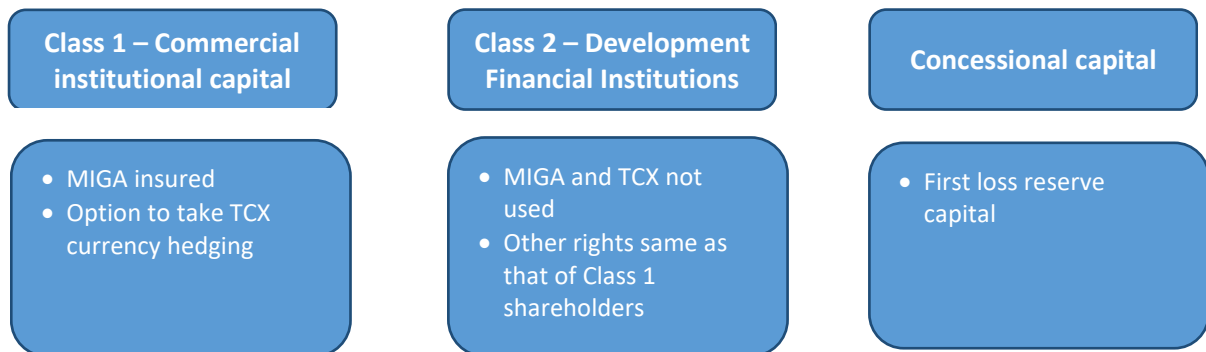 Class 1 – Commercial
institutional capital
• MIGA insured
• Option to take TCX
currency hedging
Class 2 – Development
Financial Institutions
• MIGA and TCX not
used
• Other rights same as
that of Class 1
shareholders
Concessional capital
• First loss reserve
capital